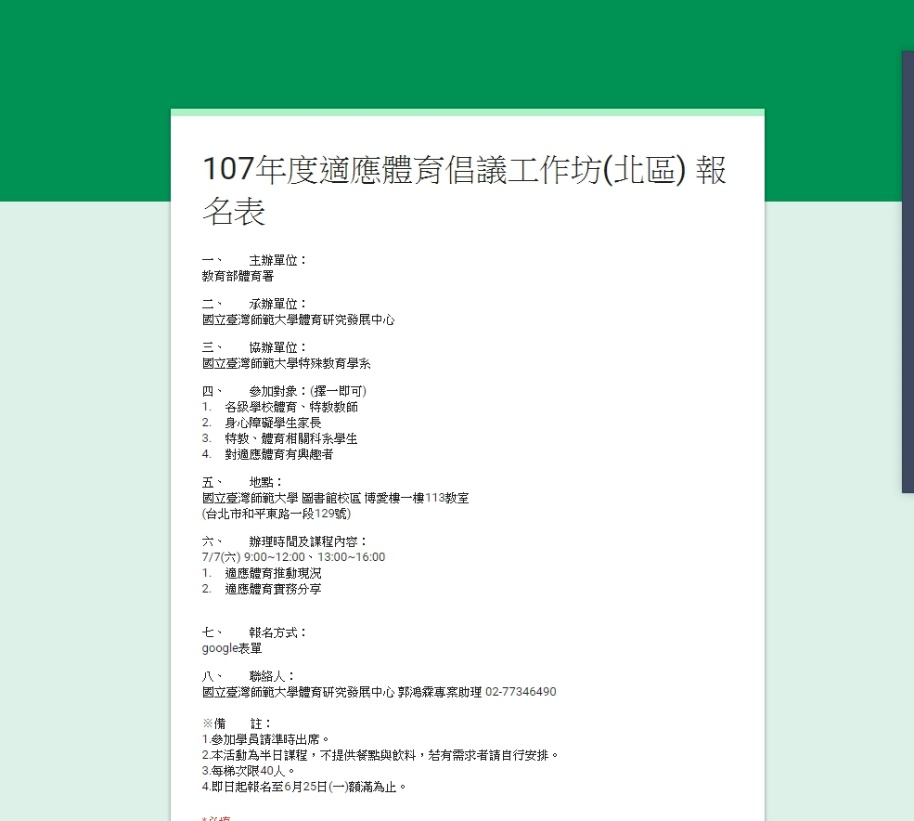 107年度適應體育倡議工作坊(北區) 報
名表
一、 主辦單位：
教育部體育署
二、 承辦單位：
國立臺灣師範大學體育研究發展中心
三、 協辦單位：
國立臺灣師範大學特殊教育學系
四、 參加對象：(擇一即可)
1. 各級學校體育、特教教師
2. 身心障礙學生家長
3. 特教、體育相關科系學生
4. 對適應體育有興趣者
五、 地點：
國立臺灣師範大學 圖書館校區 博愛樓一樓113教室
(台北市和平東路一段129號)
六、 辦理時間及課程內容：
7/7(六) 9:00~12:00、13:00~16:00
1. 適應體育推動現況
2. 適應體育實務分享
七、 報名方式：
google表單
八、 聯絡人：
國立臺灣師範大學體育研究發展中心 郭鴻霖專案助理 02-77346490
※備 註：
1.參加學員請準時出席。
2.本活動為半日課程，不提供餐點與飲料，若有需求者請自行安排。
3.每梯次限40人。
4.即日起報名至6月25日(一)額滿為止。
*必填